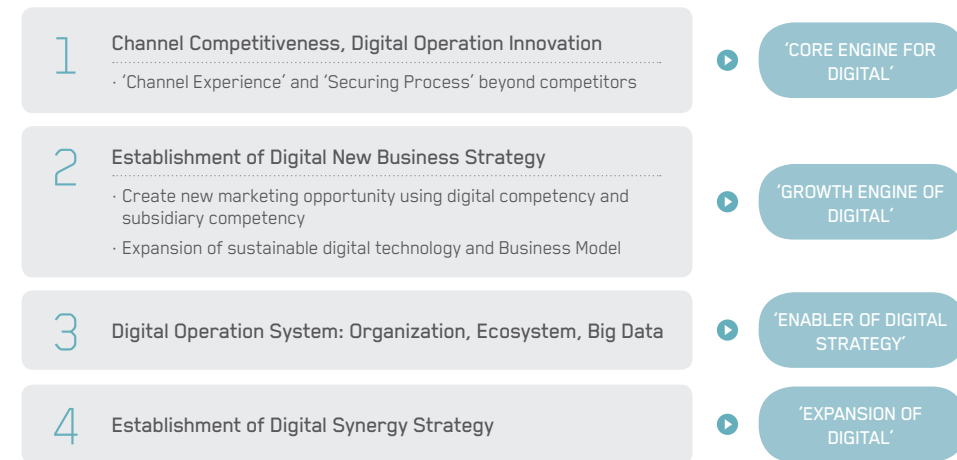 1
Channel Competitiveness, Digital Operation Innovation
· ‘Channel Experience’ and ‘Securing Process’ beyond competitors
‘CORE ENGINE FOR
DIGITAL’
2
Establishment of Digital New Business Strategy
· Create new marketing opportunity using digital competency and
subsidiary competency
· Expansion of sustainable digital technology and Business Model
‘GROWTH ENGINE OF
DIGITAL’
3
Digital Operation System: Organization, Ecosystem, Big Data
‘ENABLER OF DIGITAL
STRATEGY’
4
Establishment of Digital Synergy Strategy
‘EXPANSION OF
DIGITAL’